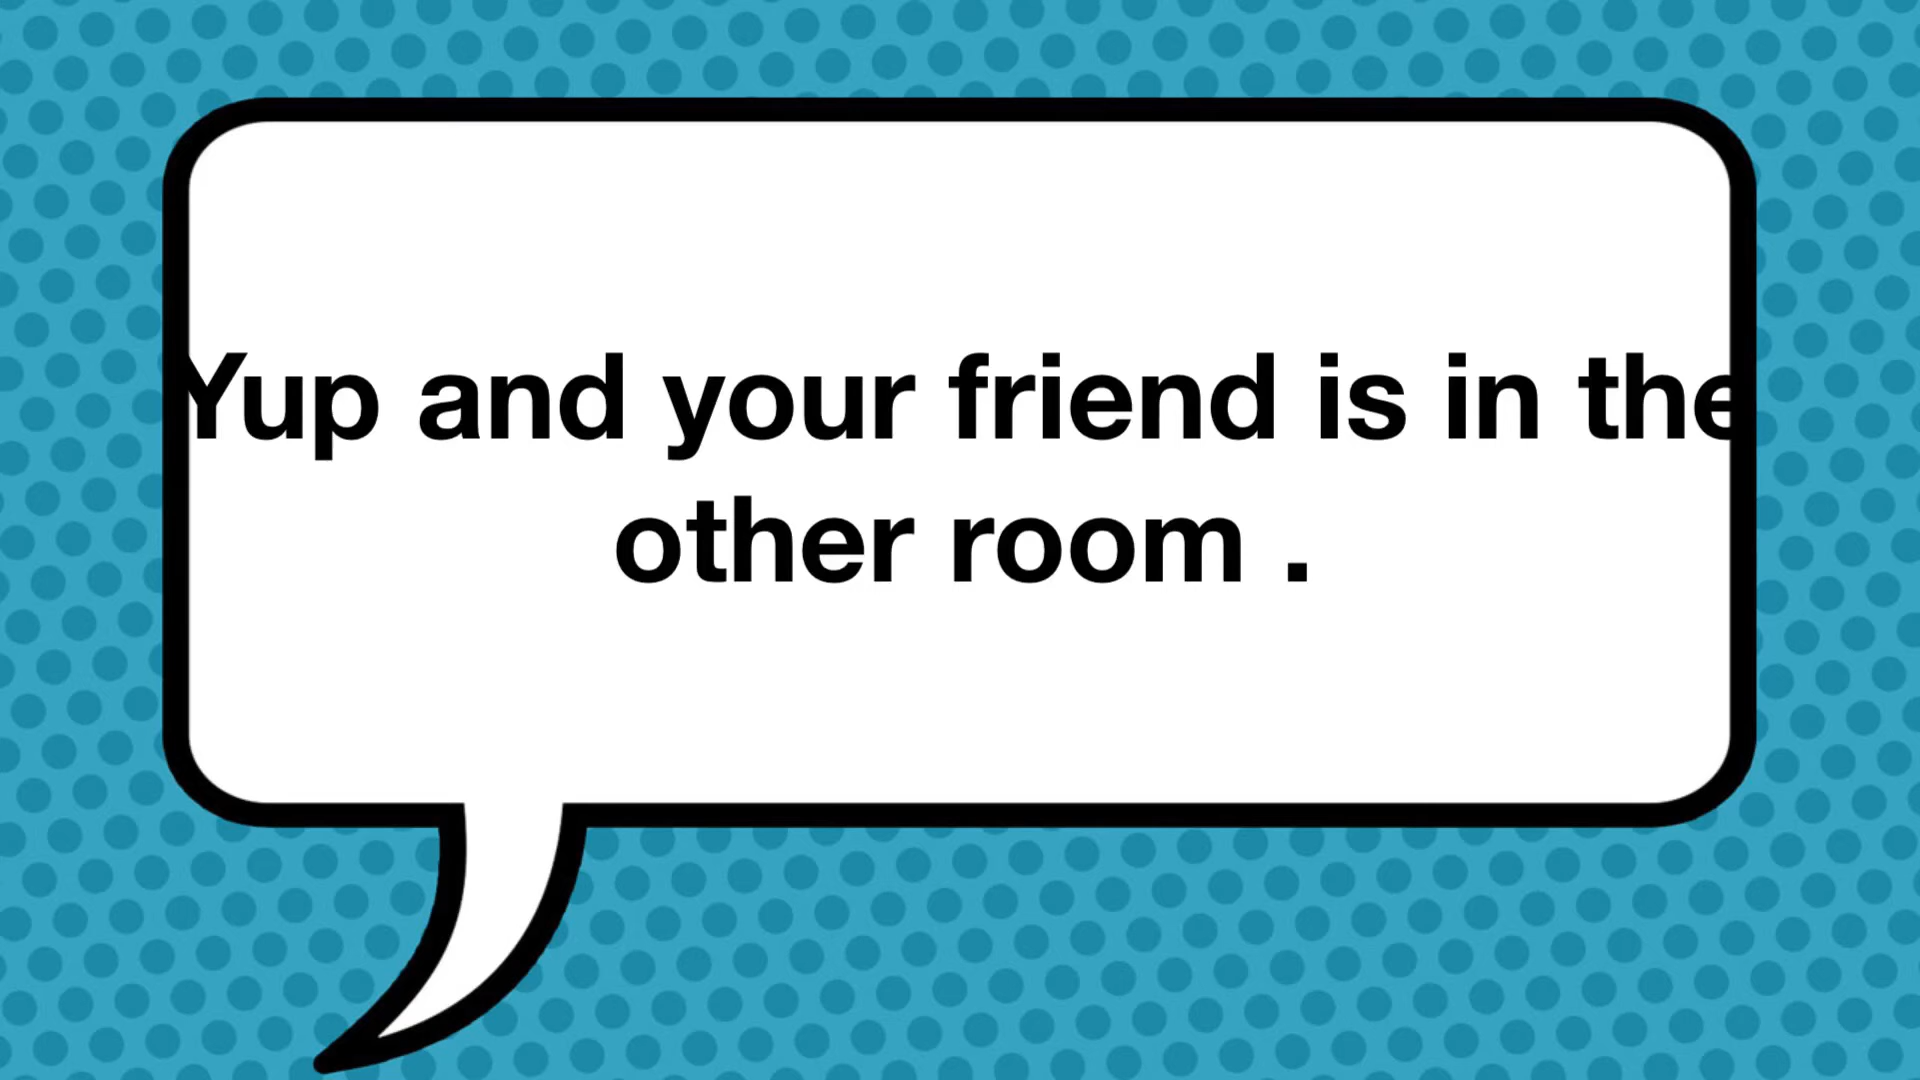 Yup and your friend is in the
other room .